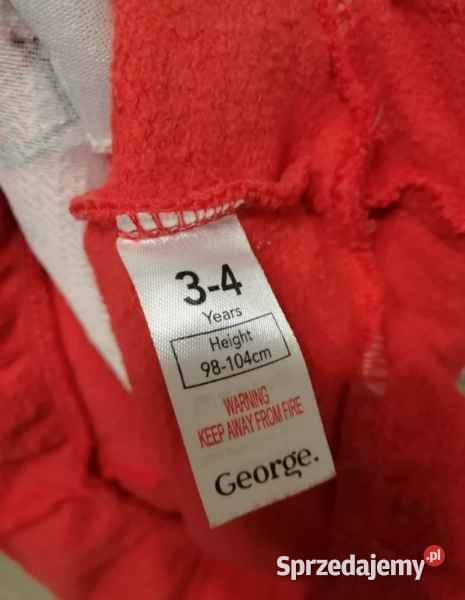 3-4
Years
Height
98-104cm
WARNING
KEEP AWAY FROM FIRE
George.
Sprzedajemy.pl